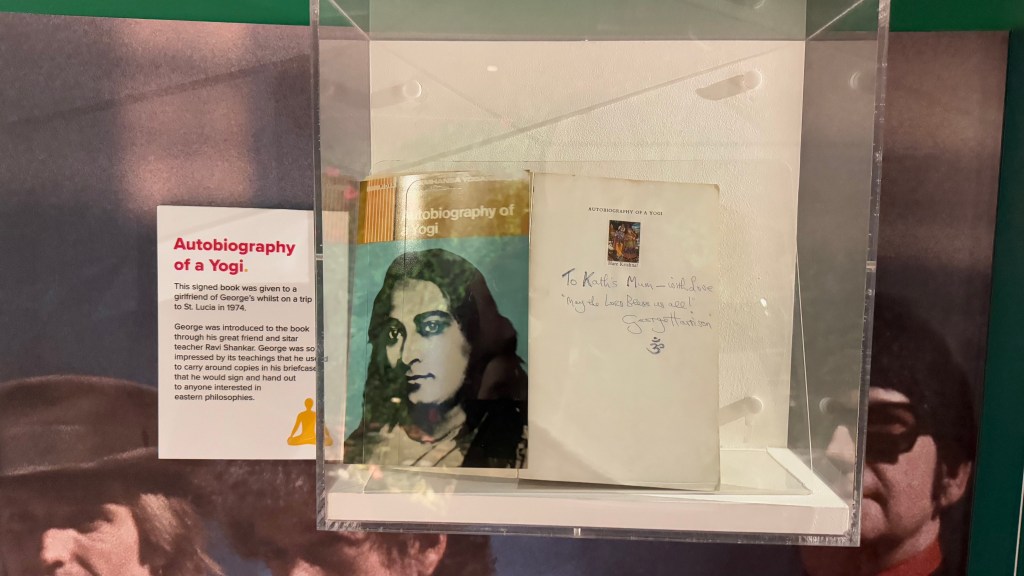 Autobiography
of a Yogi.
This signed book was given to a
girlfriend of George's whilst on a trip
to St. Lucia in 1974.
George was introduced to the book
through his great friend and sitar
teacher Ravi Shankar. George was so
impressed by its teachings that he used
to carry around copies in his briefcase
that he would sign and hand out
to anyone interested in
eastern philosophies.
Autobiography of
a Yogi
AUTOBIOGRAPHY OF A YOGI
Hare Krishna
To Kath's Mum - with love
"May the Lord Bless us all!
George Harrison
ॐ